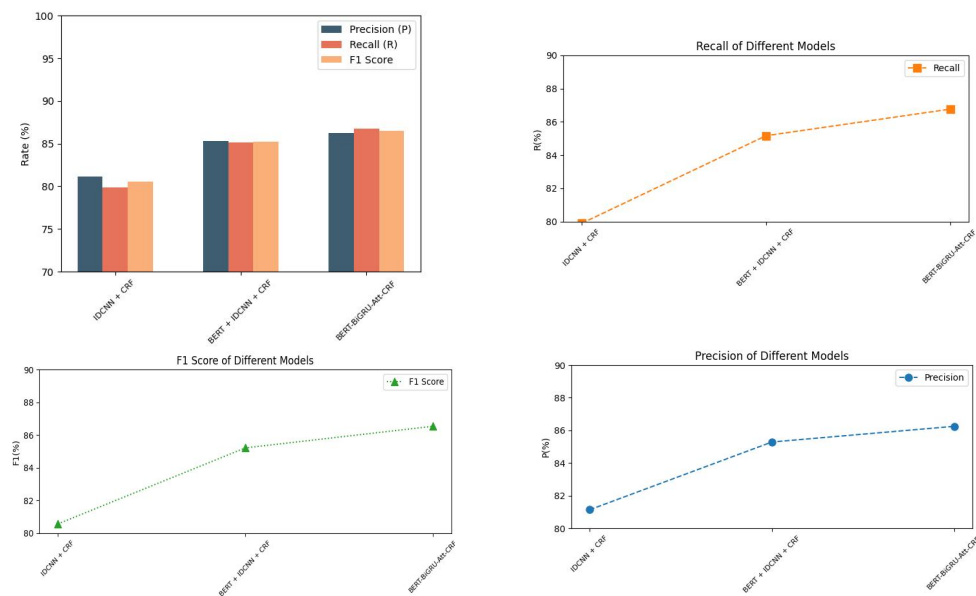 100
95
90
85
80
75
70
Rate (%)
Precision (P)
Recall (R)
F1 Score
IDCNN + CRF
BERT + IDCNN + CRF
BERT-BiGRU-Att-CRF
Recall of Different Models
90
88
86
84
82
80
R(%)
Recall
IDCNN + CRF
BERT + IDCNN + CRF
BERT-BiGRU-Att-CRF
F1 Score of Different Models
90
88
86
84
82
80
F1(%)
F1 Score
IDCNN + CRF
BERT + IDCNN + CRF
BERT-BiGRU-Att-CRF
Precision of Different Models
90
88
86
84
82
80
P(%)
Precision
IDCNN + CRF
BERT + IDCNN + CRF
BERT-BiGRU-Att-CRF